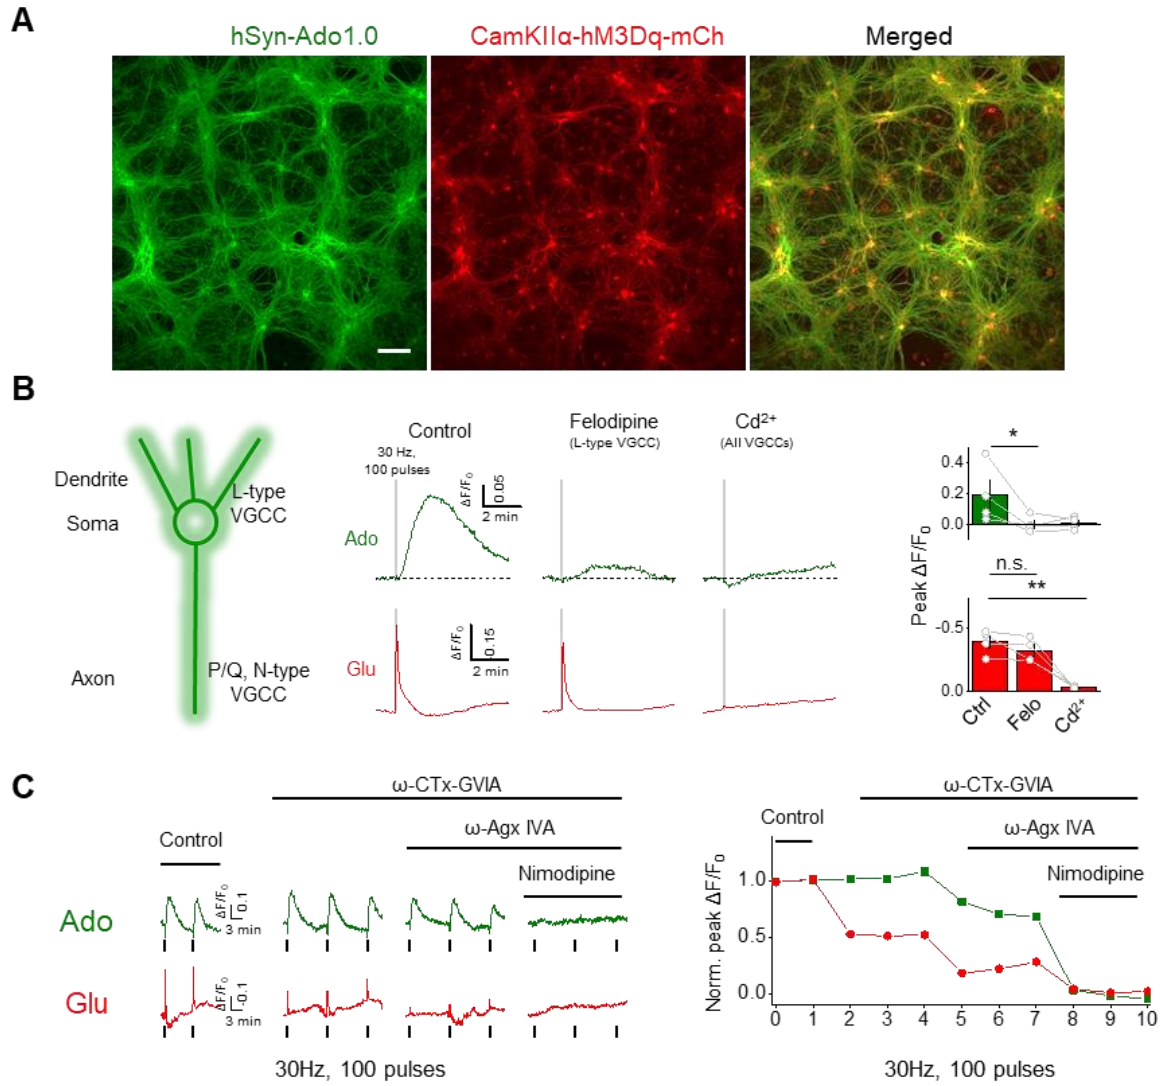 A
hSyn-Ado1.0 CamKIIα-hM3Dq-mCh Merged
B
Dendrite
Soma
Axon
L-type
VGCC
P/Q, N-type
VGCC
Control
30 Hz,
100 pulses
Felodipine
(L-type VGCC)
Cd²⁺
(All VGCCs)
Ado
ΔF/F₀
0.05
2 min
Glu
ΔF/F₀
0.15
2 min
Peak ΔF/F₀
*
0.4
0.2
0.0
n.s.
**
-0.5
0.0
Ctrl Felo Cd²⁺
C
ω-CTx-GVIA
ω-Agx IVA
Control
Nimodipine
Ado
ΔF/F₀
0.1
3 min
Glu
ΔF/F₀
-0.1
3 min
30Hz, 100 pulses
ω-CTx-GVIA
Control
ω-Agx IVA
Nimodipine
Norm. peak ΔF/F₀
1.0
0.5
0.0
0 1 2 3 4 5 6 7 8 9 10
30Hz, 100 pulses